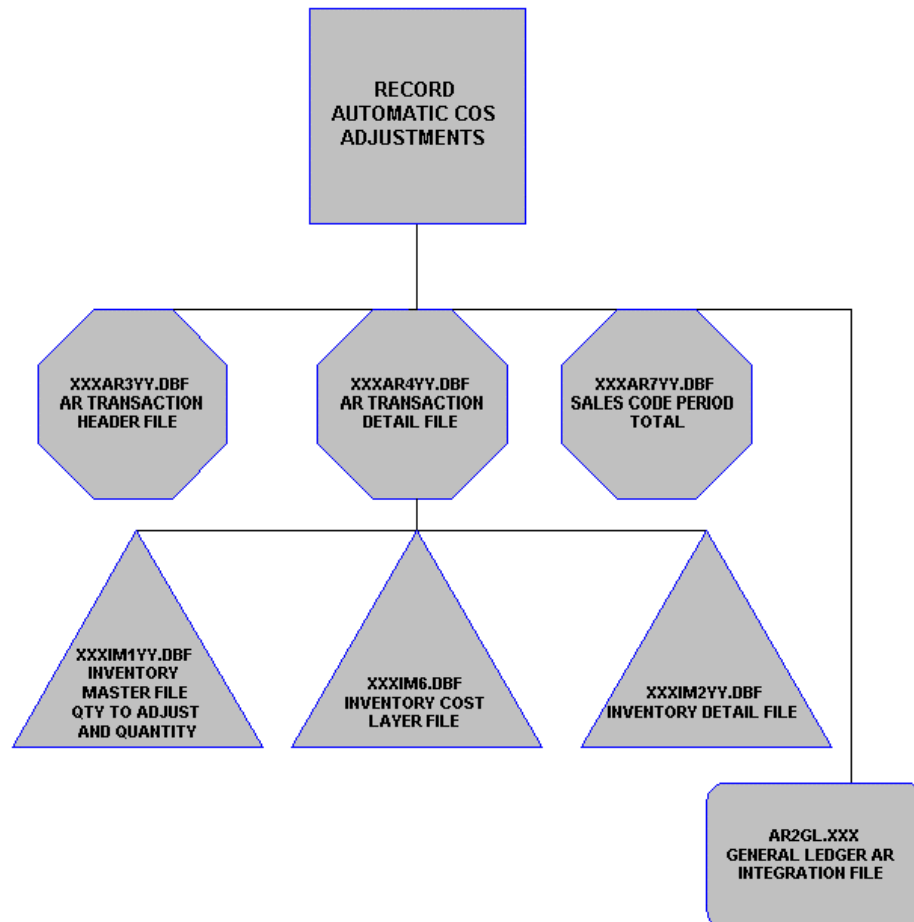 RECORD
AUTOMATIC COS
ADJUSTMENTS
XXXAR3YY.DBF
AR TRANSACTION
HEADER FILE
XXXAR4YY.DBF
AR TRANSACTION
DETAIL FILE
XXXAR7YY.DBF
SALES CODE PERIOD
TOTAL
XXXIM1YY.DBF
INVENTORY
MASTER FILE
QTY TO ADJUST
AND QUANTITY
XXXIM6.DBF
INVENTORY COST
LAYER FILE
XXXIM2YY.DBF
INVENTORY DETAIL FILE
AR2GL.XXX
GENERAL LEDGER AR
INTEGRATION FILE